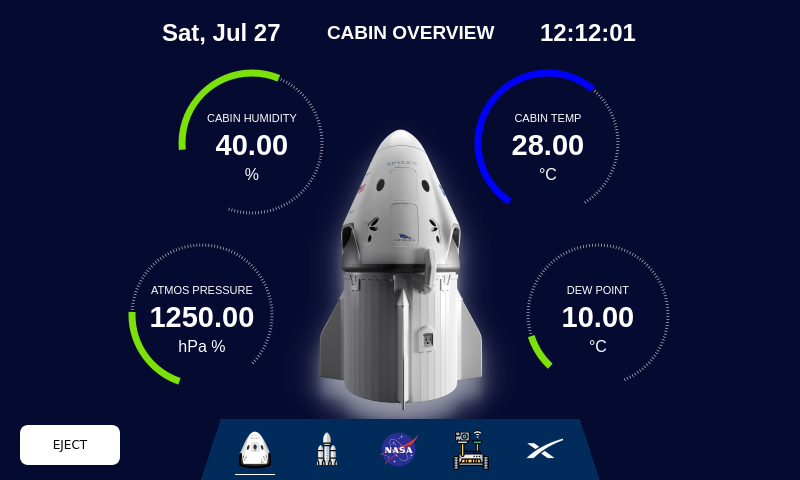 Sat, Jul 27
CABIN OVERVIEW
12:12:01
CABIN HUMIDITY
40.00
%
CABIN TEMP
28.00
°C
SPACEX
ATMOS PRESSURE
1250.00
hPa %
DEW POINT
10.00
°C
EJECT
NASA